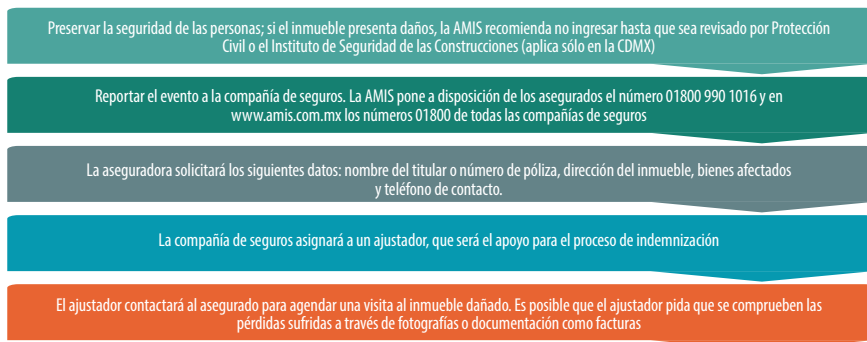 Preservar la seguridad de las personas; si el inmueble presenta daños, la AMIS recomienda no ingresar hasta que sea revisado por Protección
Civil o el Instituto de Seguridad de las Construcciones (aplica sólo en la CDMX)
Reportar el evento a la compañía de seguros. La AMIS pone a disposición de los asegurados el número 01800 990 1016 y en
www.amis.com.mx los números 01800 de todas las compañías de seguros
La aseguradora solicitará los siguientes datos: nombre del titular o número de póliza, dirección del inmueble, bienes afectados
y teléfono de contacto.
La compañía de seguros asignará a un ajustador, que será el apoyo para el proceso de indemnización
El ajustador contactará al asegurado para agendar una visita al inmueble dañado. Es posible que el ajustador pida que se comprueben las
pérdidas sufridas a través de fotografías o documentación como facturas